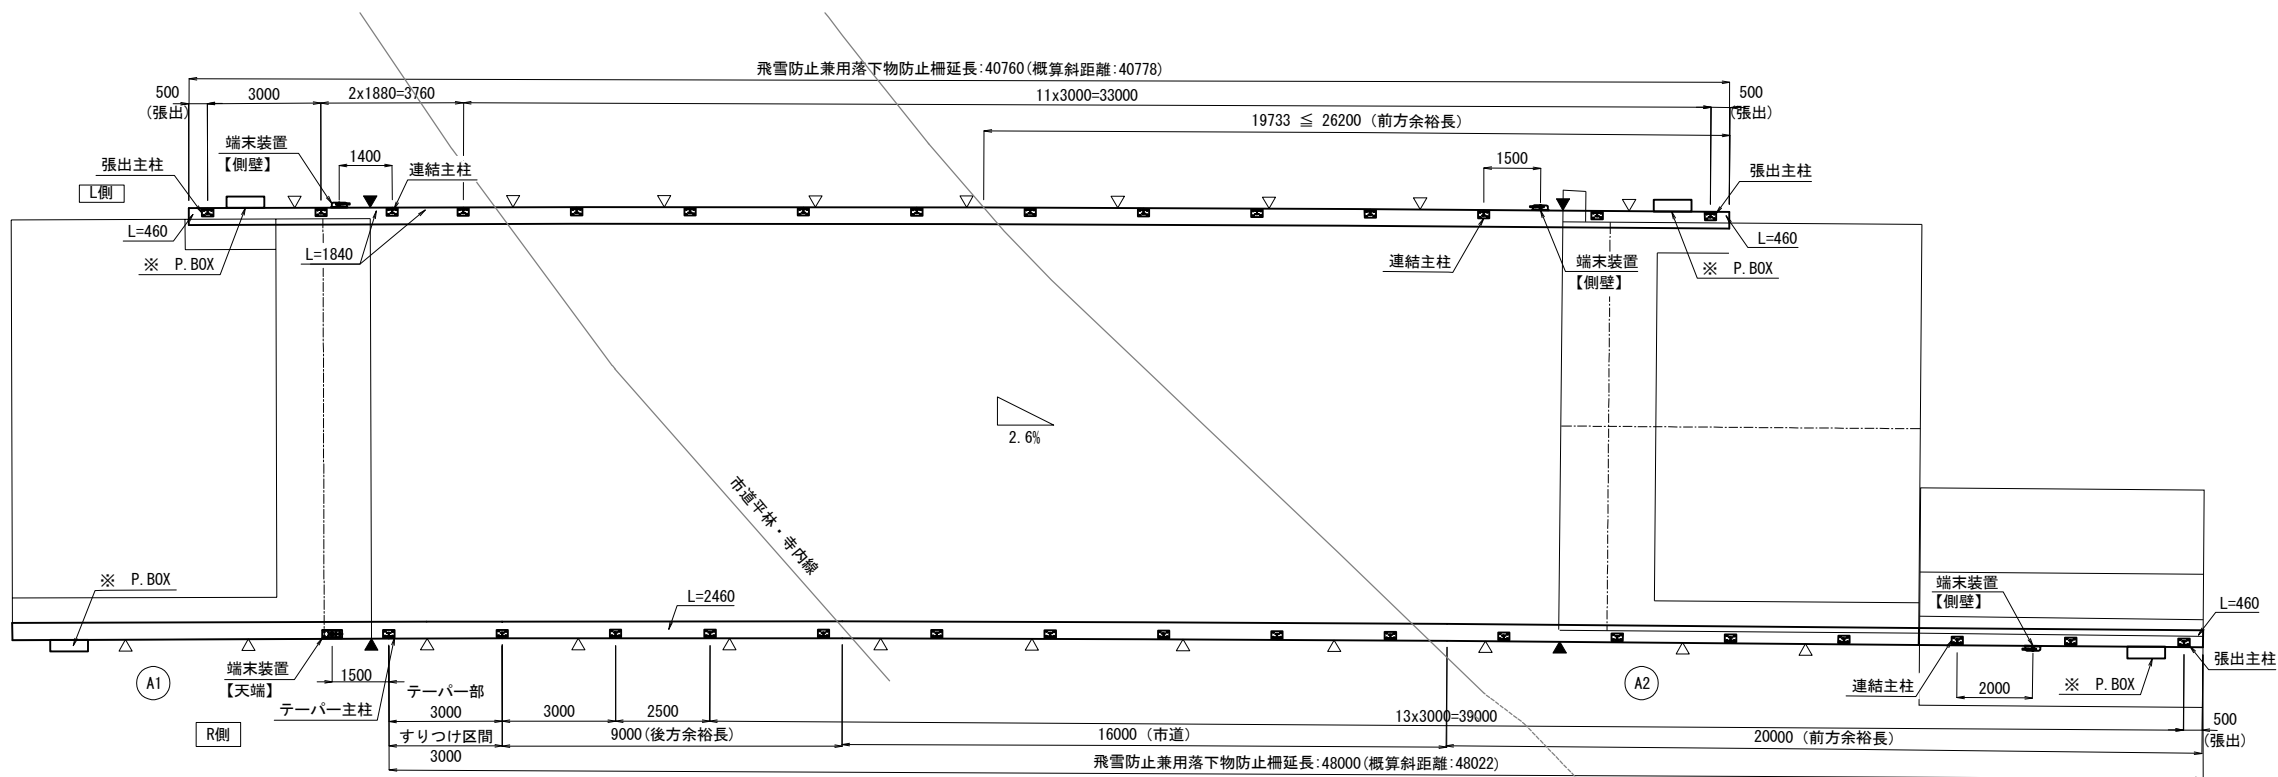 飛雪防止兼用落下物防止柵延長:40760(概算斜距離:40778)
500
(張出)
3000
2x1880=3760
11x3000=33000
500
(張出)
19733 ≦ 26200 (前方余裕長)
端末装置
【側壁】
1400
連結主柱
1500
張出主柱
張出主柱
L側
L=460
L=1840
※ P.BOX
連結主柱
端末装置
【側壁】
※ P.BOX
L=460
2.6%
市道平林・寺内線
※ P.BOX
L=2460
端末装置
【側壁】
L=460
A1
端末装置
【天端】
1500
テーパー部
テーパー主柱
A2
連結主柱
2000
※ P.BOX
張出主柱
R側
3000
3000
2500
13x3000=39000
500
(張出)
すりつけ区間
9000(後方余裕長)
16000 (市道)
20000 (前方余裕長)
3000
飛雪防止兼用落下物防止柵延長:48000(概算斜距離:48022)